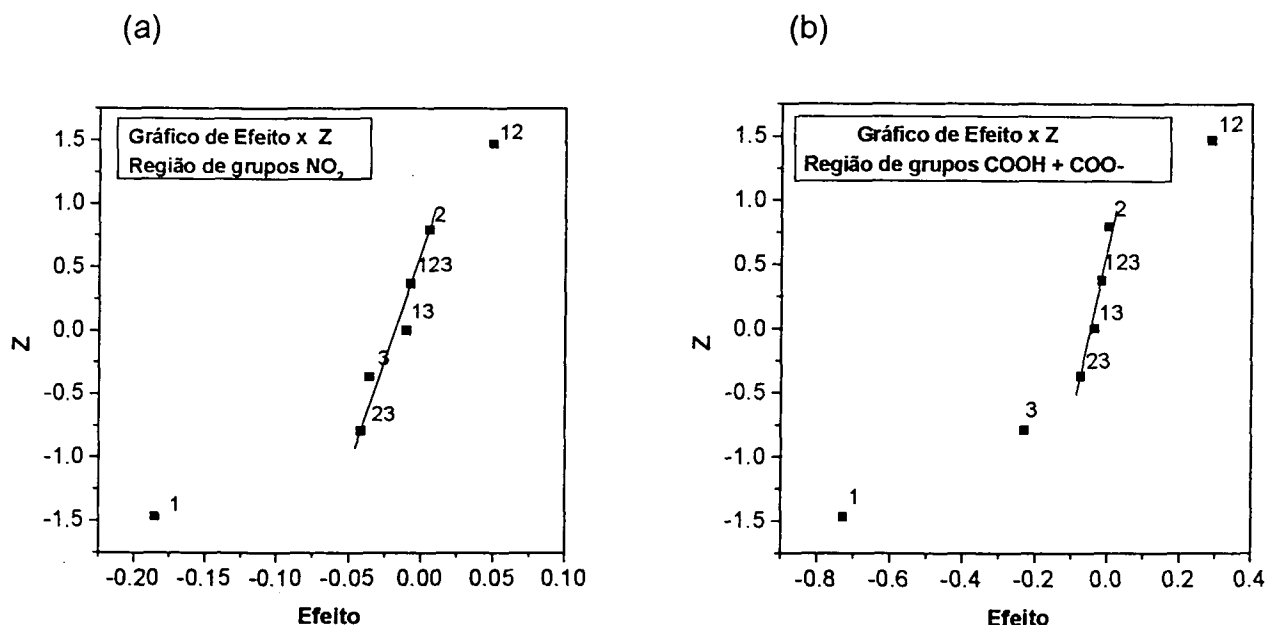 (a)
Gráfico de Efeito x Z
Região de grupos NO2
12
2
123
13
3
23
1
1.5
1.0
0.5
0.0
-0.5
-1.0
-1.5
Z
-0.20 -0.15 -0.10 -0.05 0.00 0.05 0.10
Efeito
(b)
Gráfico de Efeito x Z
Região de grupos COOH + COO-
12
2
123
13
23
3
1
1.5
1.0
0.5
0.0
-0.5
-1.0
-1.5
Z
-0.8 -0.6 -0.4 -0.2 0.0 0.2 0.4
Efeito